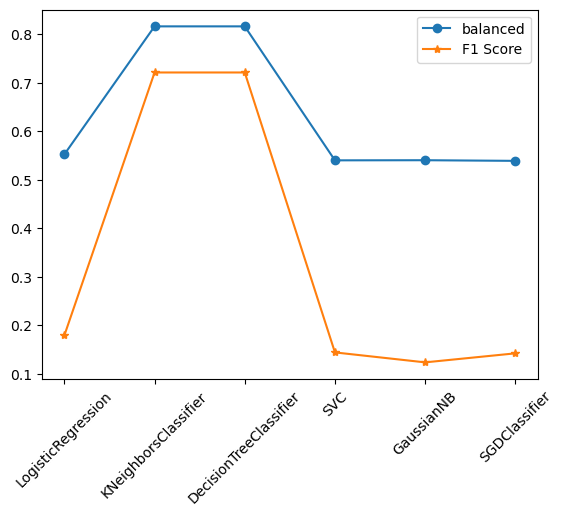 0.8
0.7
0.6
0.5
0.4
0.3
0.2
0.1
balanced
F1 Score
LogisticRegression
KNeighborsClassifier
DecisionTreeClassifier
SVC
GaussianNB
SGDClassifier